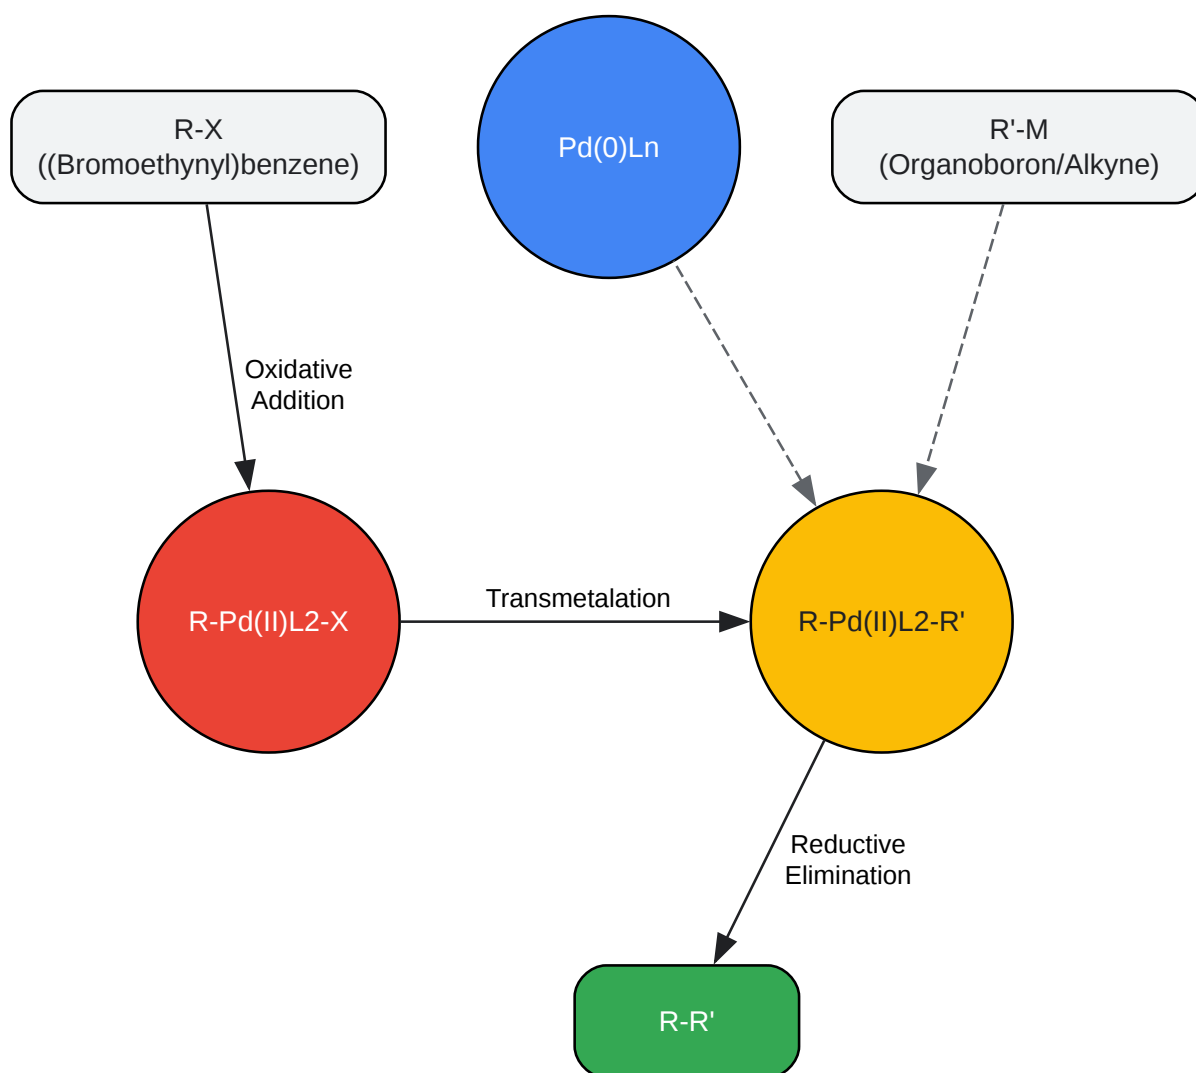 R-X
((Bromoethynyl)benzene)
Pd(0)Ln
R'-M
(Organoboron/Alkyne)
Oxidative
Addition
R-Pd(II)L2-X
Transmetalation
R-Pd(II)L2-R'
Reductive
Elimination
R-R'